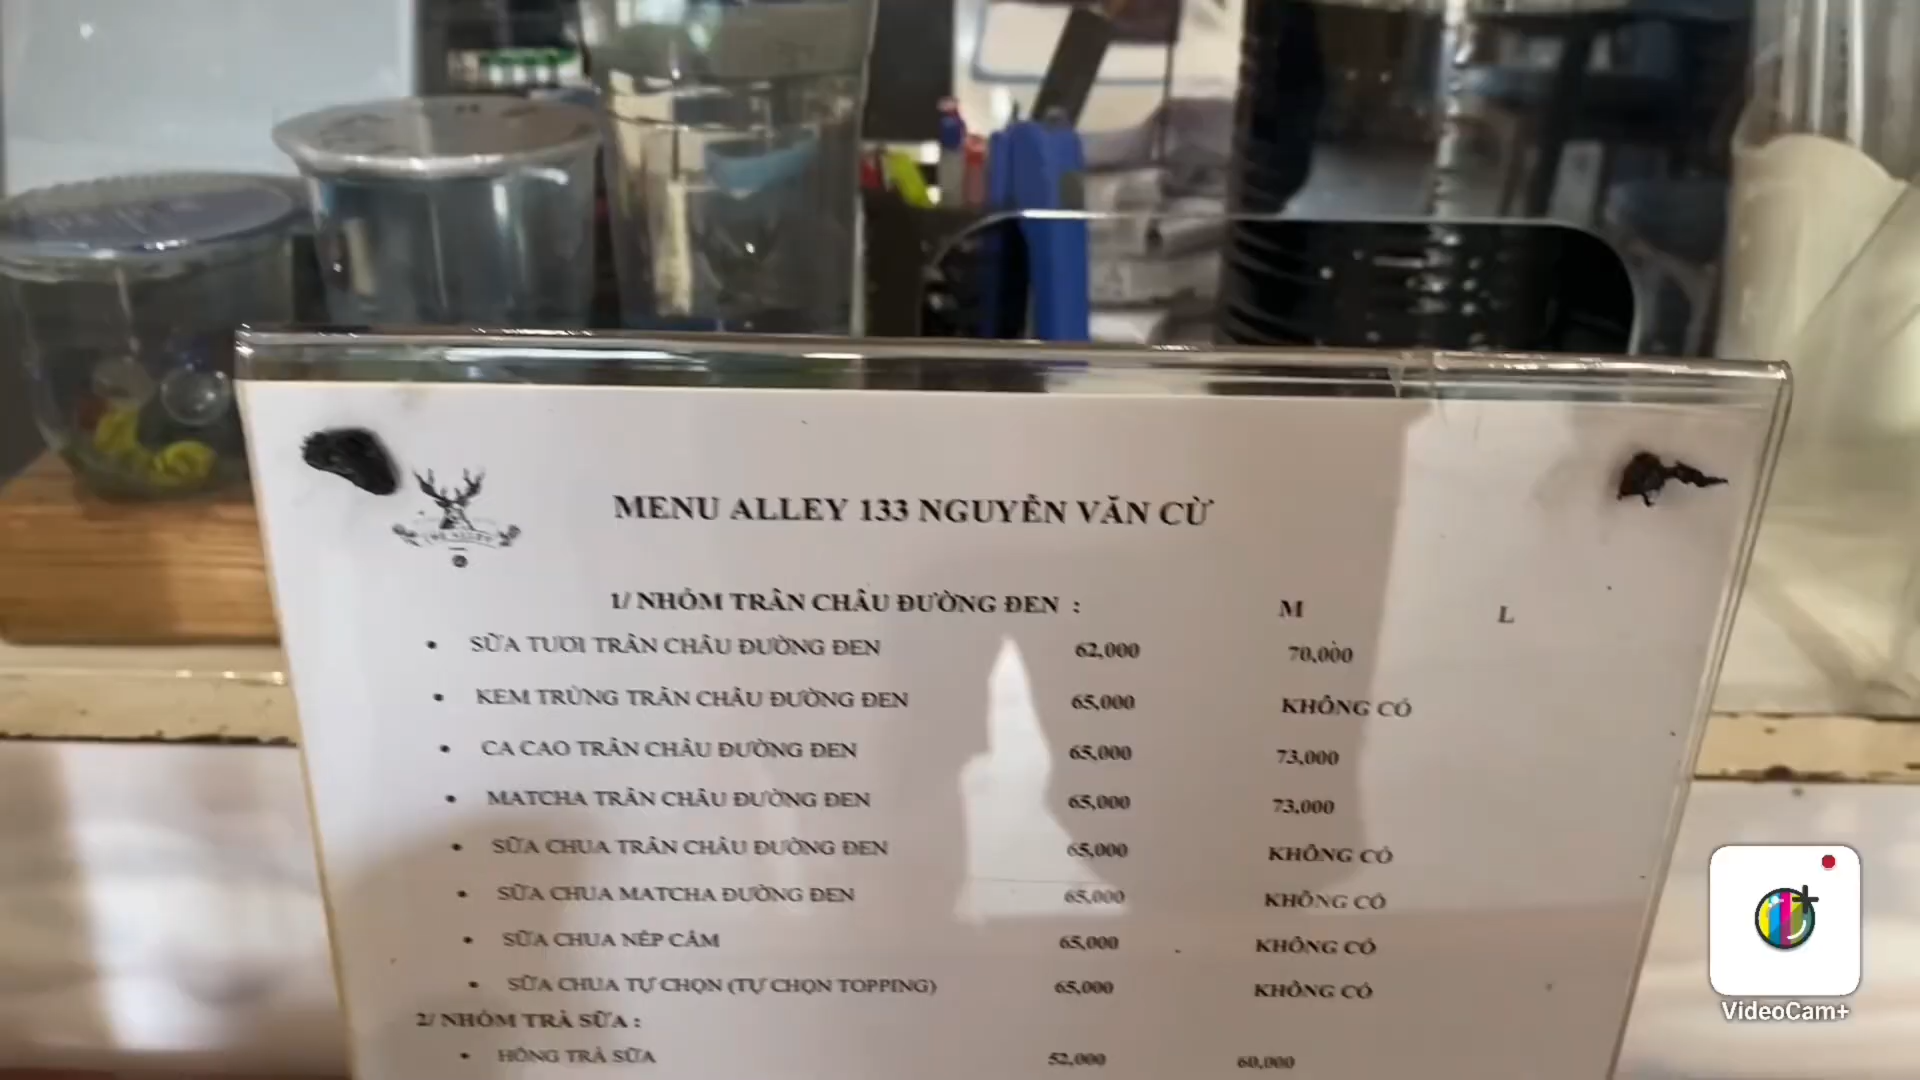 MENU ALLEY 133 NGUYỄN VĂN CỪ
THE ALLEY
1/ NHÓM TRÂN CHÂU ĐƯỜNG ĐEN : M L
• SỮA TƯƠI TRÂN CHÂU ĐƯỜNG ĐEN 62,000 70,000
• KEM TRỨNG TRÂN CHÂU ĐƯỜNG ĐEN 65,000 KHÔNG CÓ
• CA CAO TRÂN CHÂU ĐƯỜNG ĐEN 65,000 73,000
• MATCHA TRÂN CHÂU ĐƯỜNG ĐEN 65,000 73,000
• SỮA CHUA TRÂN CHÂU ĐƯỜNG ĐEN 65,000 KHÔNG CÓ
• SỮA CHUA MATCHA ĐƯỜNG ĐEN 65,000 KHÔNG CÓ
• SỮA CHUA NẾP CẨM 65,000 KHÔNG CÓ
• SỮA CHUA TỰ CHỌN (TỰ CHỌN TOPPING) 65,000 KHÔNG CÓ
2/ NHÓM TRÀ SỮA :
• HỒNG TRÀ SỮA 52,000 60,000
VideoCam+